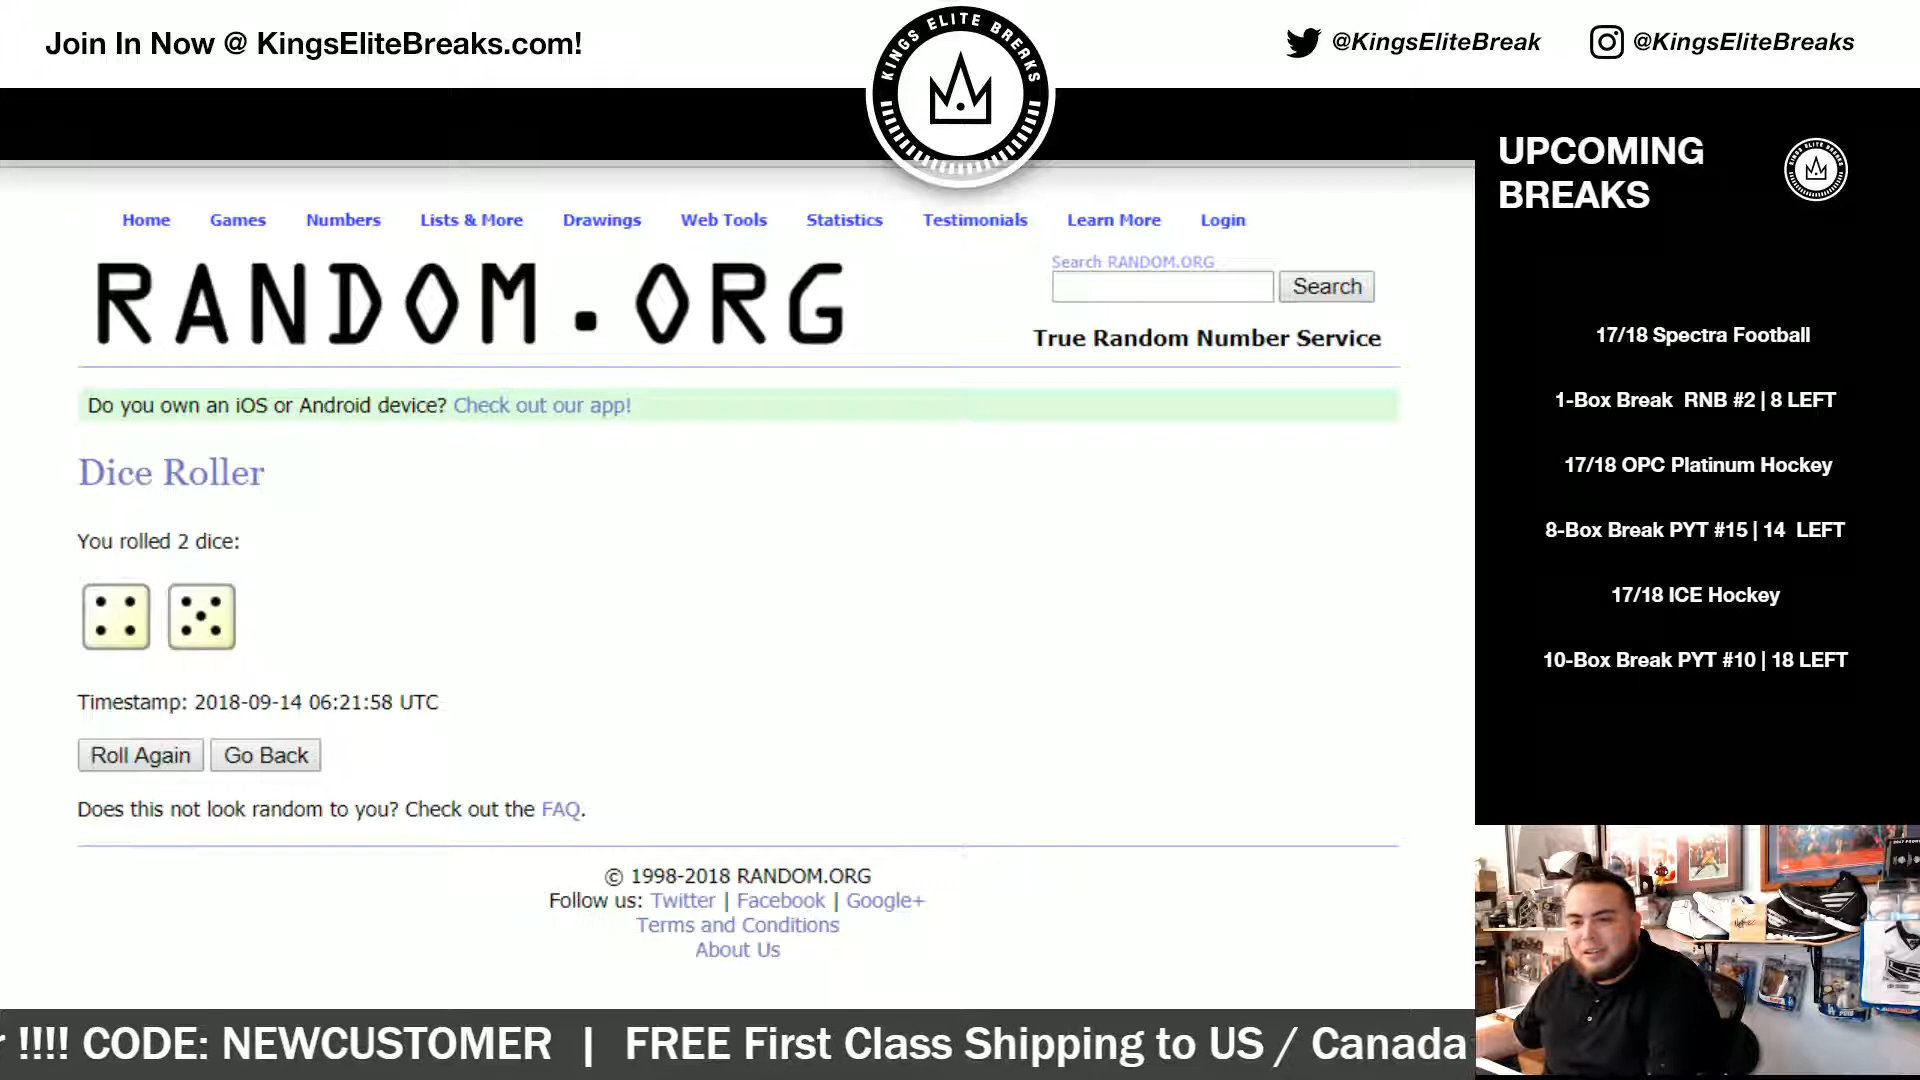 Join In Now @ KingsEliteBreaks.com!
KINGS ELITE BREAKS
@KingsEliteBreak
@KingsEliteBreaks
UPCOMING
BREAKS
KINGS ELITE BREAKS
Home Games Numbers Lists & More Drawings Web Tools Statistics Testimonials Learn More Login
RANDOM.ORG
Search RANDOM.ORG
Search
True Random Number Service
Do you own an iOS or Android device? Check out our app!
Dice Roller
You rolled 2 dice:
Timestamp: 2018-09-14 06:21:58 UTC
Roll Again Go Back
Does this not look random to you? Check out the FAQ.
© 1998-2018 RANDOM.ORG
Follow us: Twitter | Facebook | Google+
Terms and Conditions
About Us
17/18 Spectra Football
1-Box Break RNB #2 | 8 LEFT
17/18 OPC Platinum Hockey
8-Box Break PYT #15 | 14 LEFT
17/18 ICE Hockey
10-Box Break PYT #10 | 18 LEFT
!!!! CODE: NEWCUSTOMER | FREE First Class Shipping to US / Canada